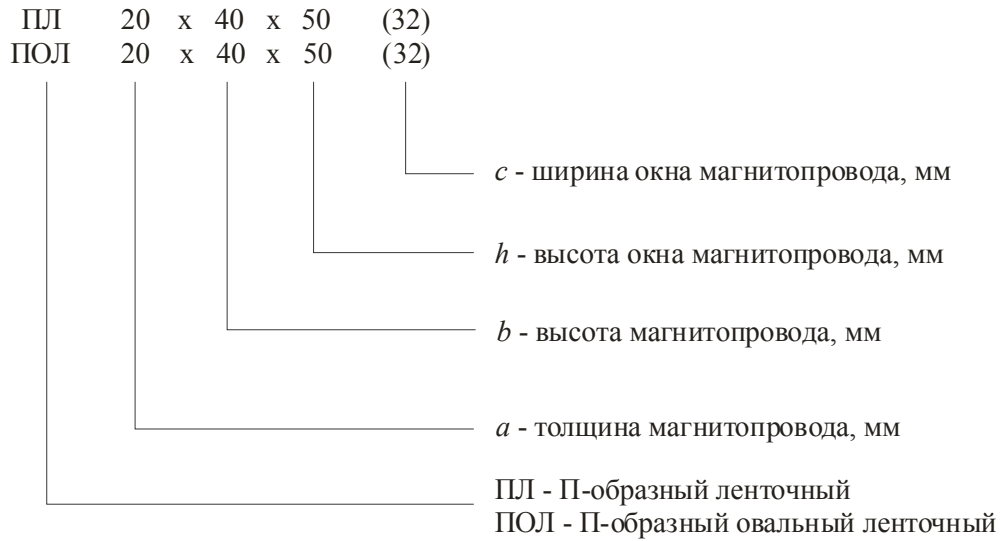 ПЛ 20 х 40 х 50 (32)
ПОЛ 20 х 40 х 50 (32)
c - ширина окна магнитопровода, мм
h - высота окна магнитопровода, мм
b - высота магнитопровода, мм
a - толщина магнитопровода, мм
ПЛ - П-образный ленточный
ПОЛ - П-образный овальный ленточный